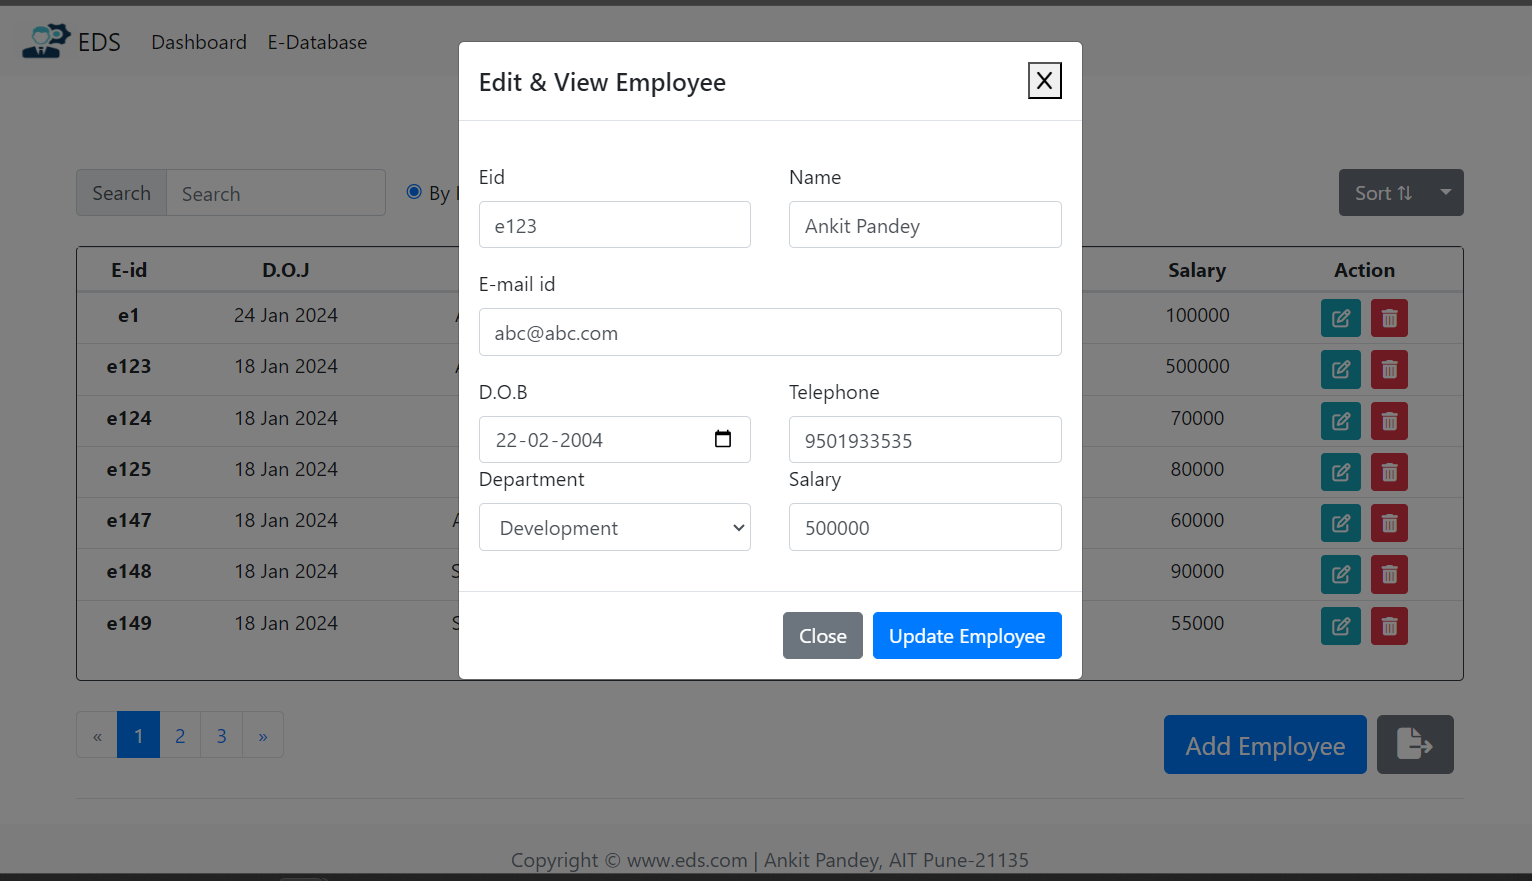 EDS Dashboard E-Database
Edit & View Employee X
Eid Name
e123 Ankit Pandey
E-mail id
abc@abc.com
D.O.B Telephone
22-02-2004 9501933535
Department Salary
Development 500000
Close Update Employee
Search Search By Sort
E-id D.O.J Salary Action
e1 24 Jan 2024 100000
e123 18 Jan 2024 500000
e124 18 Jan 2024 70000
e125 18 Jan 2024 80000
e147 18 Jan 2024 60000
e148 18 Jan 2024 90000
e149 18 Jan 2024 55000
« 1 2 3 »
Add Employee
Copyright © www.eds.com | Ankit Pandey, AIT Pune-21135